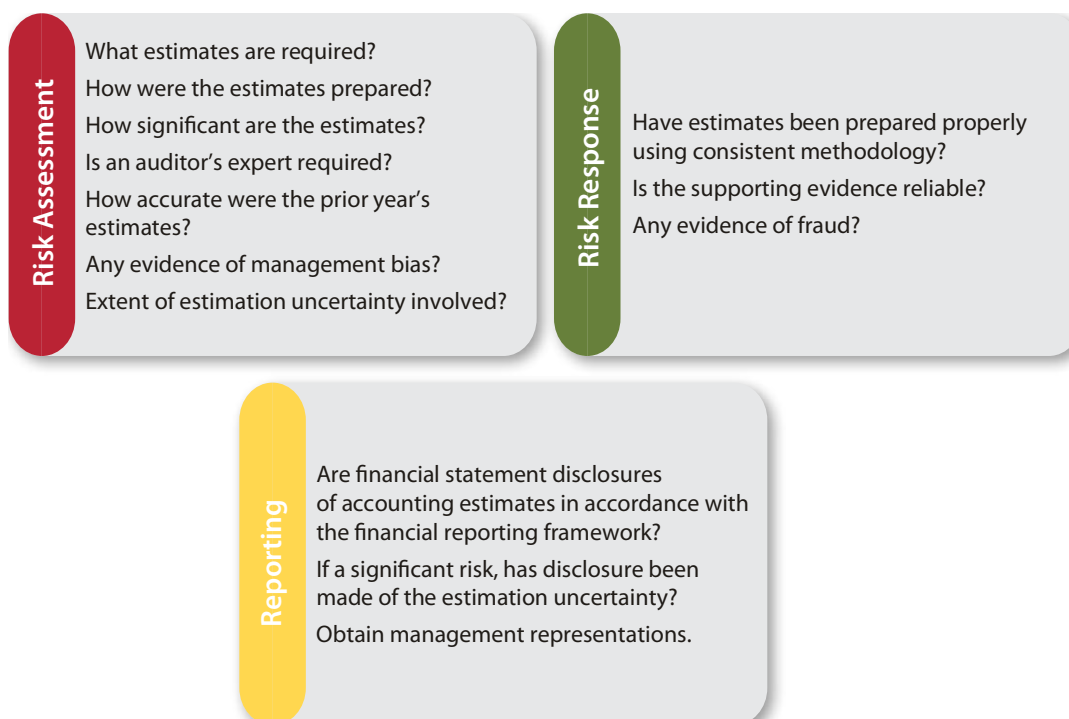 Risk Assessment
What estimates are required?
How were the estimates prepared?
How significant are the estimates?
Is an auditor’s expert required?
How accurate were the prior year’s
estimates?
Any evidence of management bias?
Extent of estimation uncertainty involved?
Risk Response
Have estimates been prepared properly
using consistent methodology?
Is the supporting evidence reliable?
Any evidence of fraud?
Reporting
Are financial statement disclosures
of accounting estimates in accordance with
the financial reporting framework?
If a significant risk, has disclosure been
made of the estimation uncertainty?
Obtain management representations.